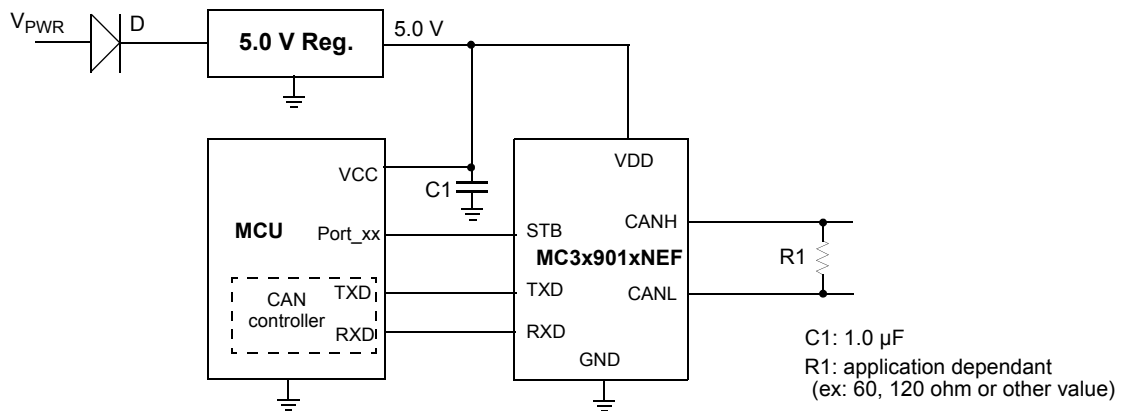 VPWR
D
5.0 V Reg.
5.0 V
VCC
C1
VDD
MCU
Port_xx
STB
CANH
MC3x901xNEF
R1
CAN
controller
TXD
TXD
CANL
RXD
RXD
GND
C1: 1.0 µF
R1: application dependant
(ex: 60, 120 ohm or other value)